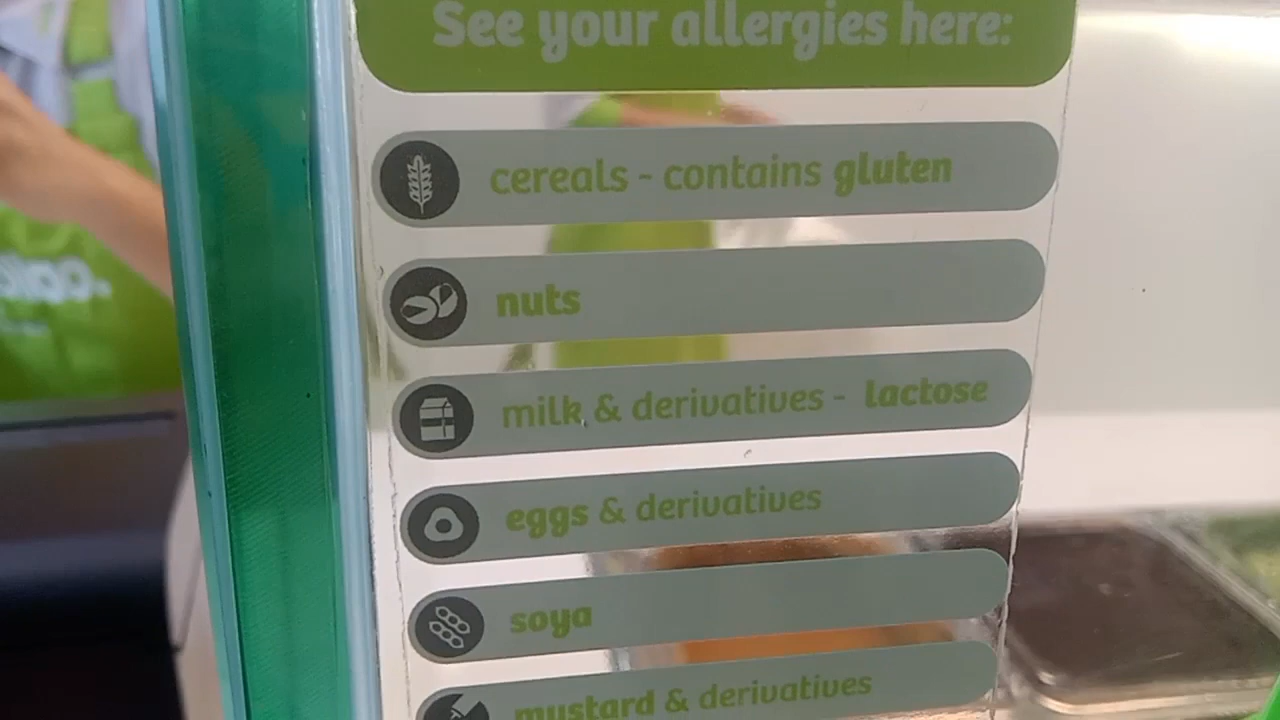 See your allergies here:
cereals - contains gluten
nuts
milk & derivatives - lactose
eggs & derivatives
soya
mustard & derivatives